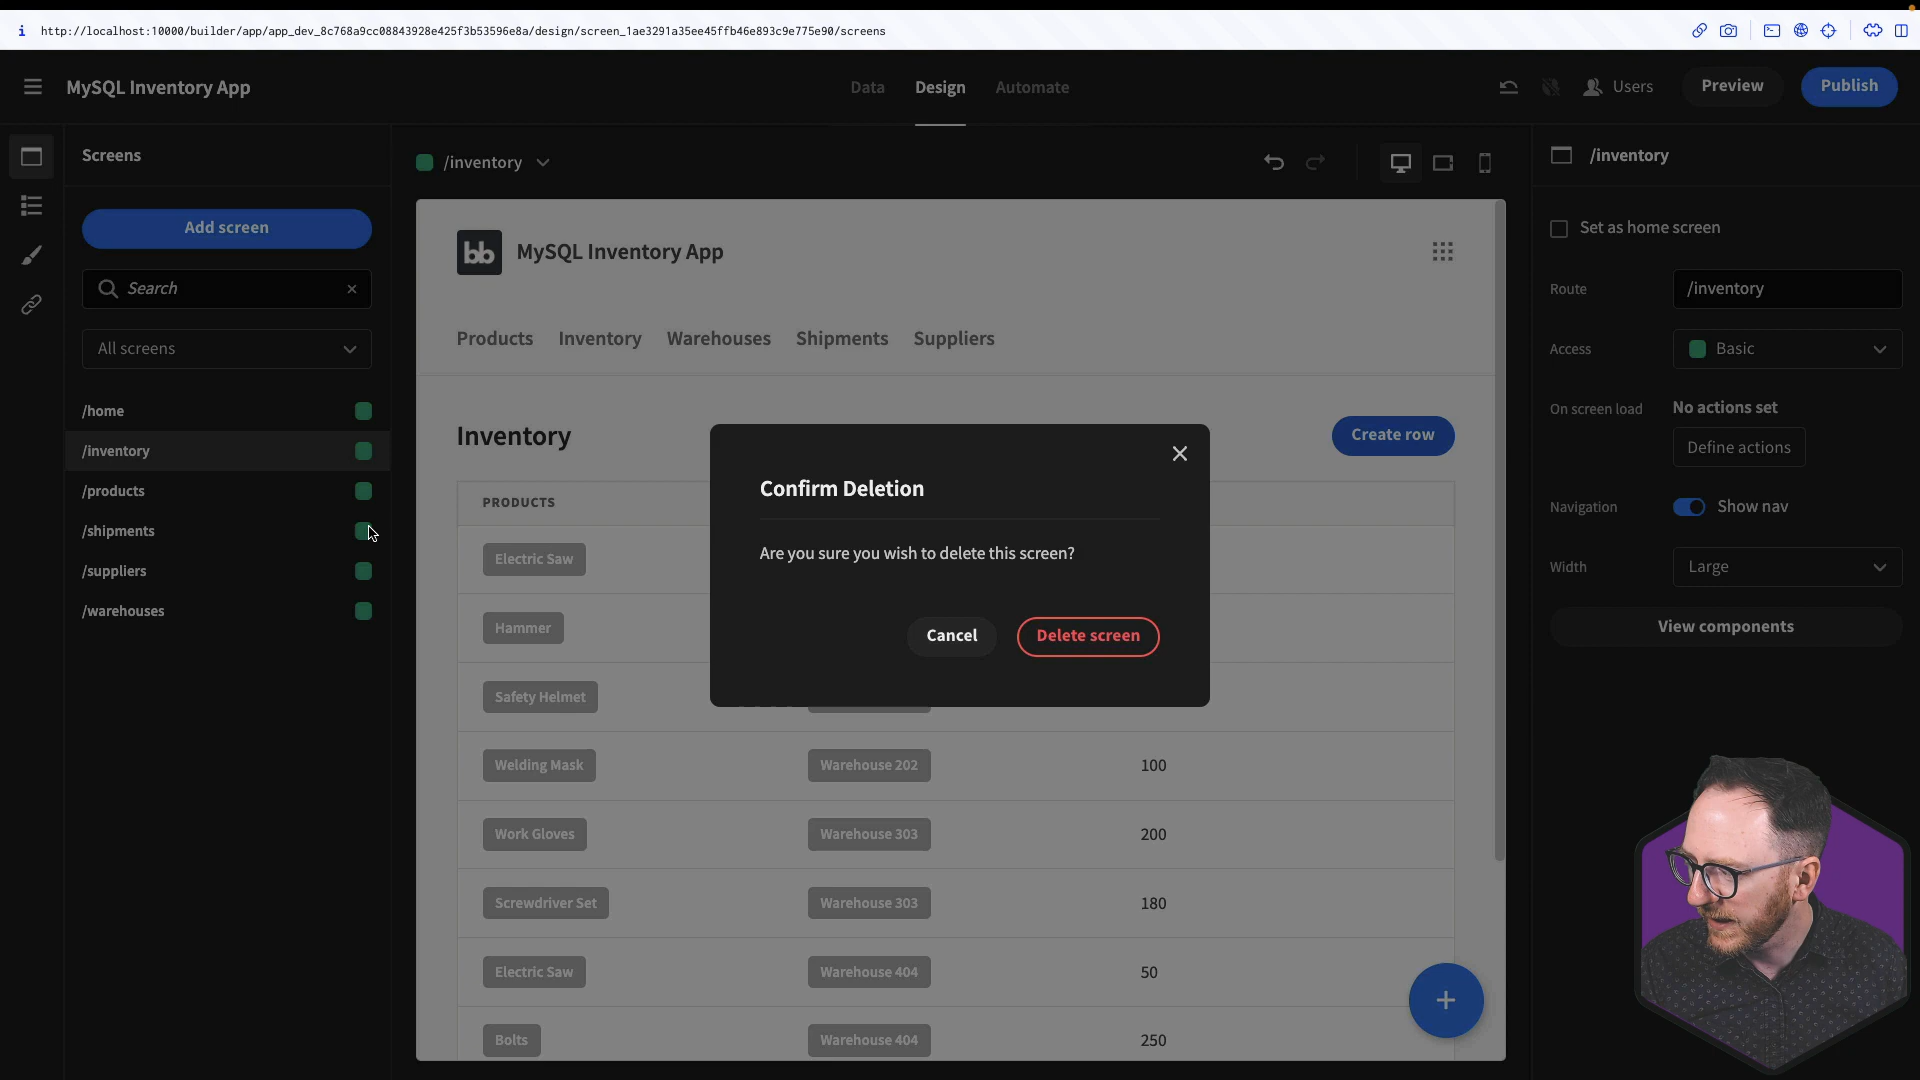 i http://localhost:10000/builder/app/app_dev_8c768a9cc08843928e425f3b53596e8a/design/screen_1ae3291a35ee45ffb46e893c9e775e90/screens
MySQL Inventory App
Data Design Automate
Users Preview Publish
Screens
/inventory
/inventory
Add screen
Search
All screens
/home
/inventory
/products
/shipments
/suppliers
/warehouses
bb MySQL Inventory App
Products Inventory Warehouses Shipments Suppliers
Inventory
Create row
PRODUCTS
Electric Saw
Hammer
Safety Helmet
Welding Mask Warehouse 202 100
Work Gloves Warehouse 303 200
Screwdriver Set Warehouse 303 180
Electric Saw Warehouse 404 50
Bolts Warehouse 404 250
Confirm Deletion
Are you sure you wish to delete this screen?
Cancel Delete screen
Set as home screen
Route /inventory
Access Basic
On screen load No actions set
Define actions
Navigation Show nav
Width Large
View components